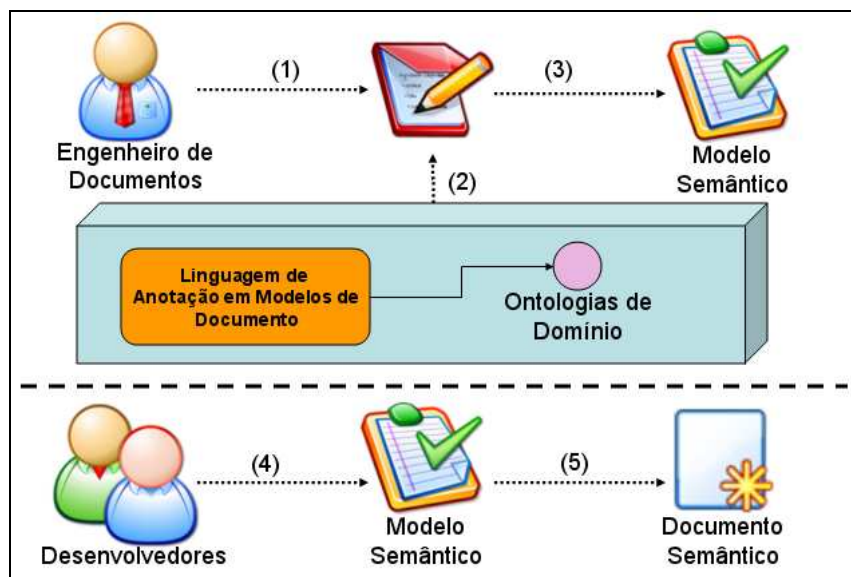 (1)
(3)
Engenheiro de
Documentos
Modelo
Semântico
(2)
Linguagem de
Anotação em Modelos de
Documento
Ontologias de
Domínio
(4)
(5)
Desenvolvedores
Modelo
Semântico
Documento
Semântico